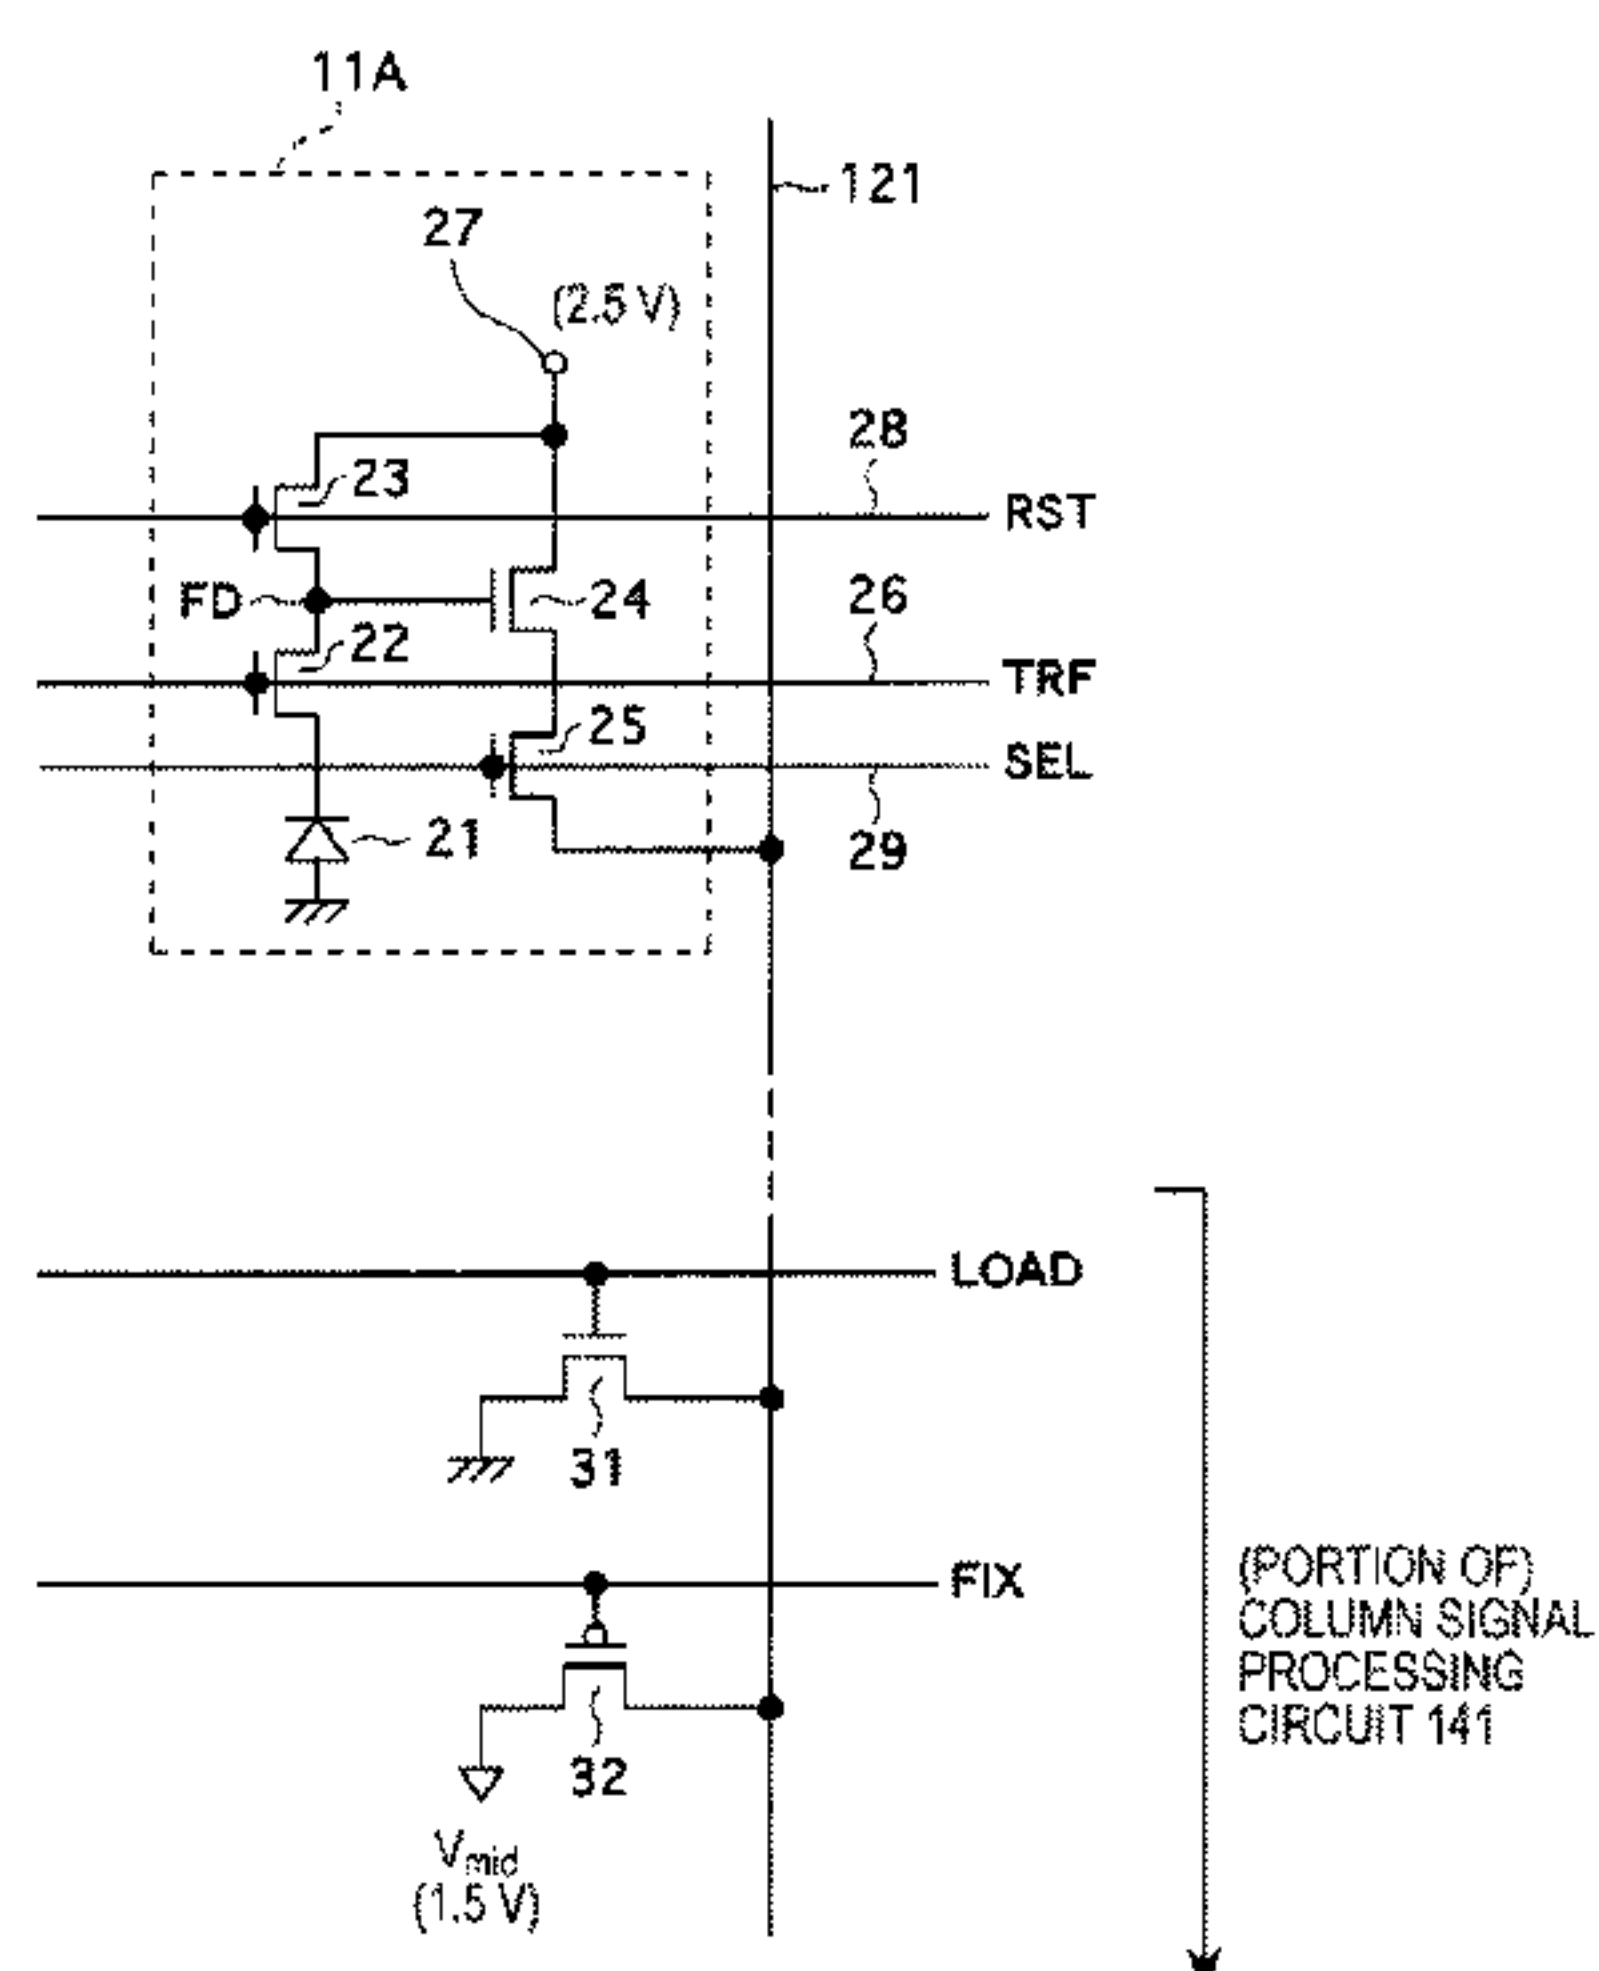 11A
121
27
(2.5 V)
28
23
RST
FD
24
26
22
TRF
25
SEL
21
29
LOAD
31
FIX
(PORTION OF)
COLUMN SIGNAL
PROCESSING
CIRCUIT 141
32
Vmid
(1.5 V)